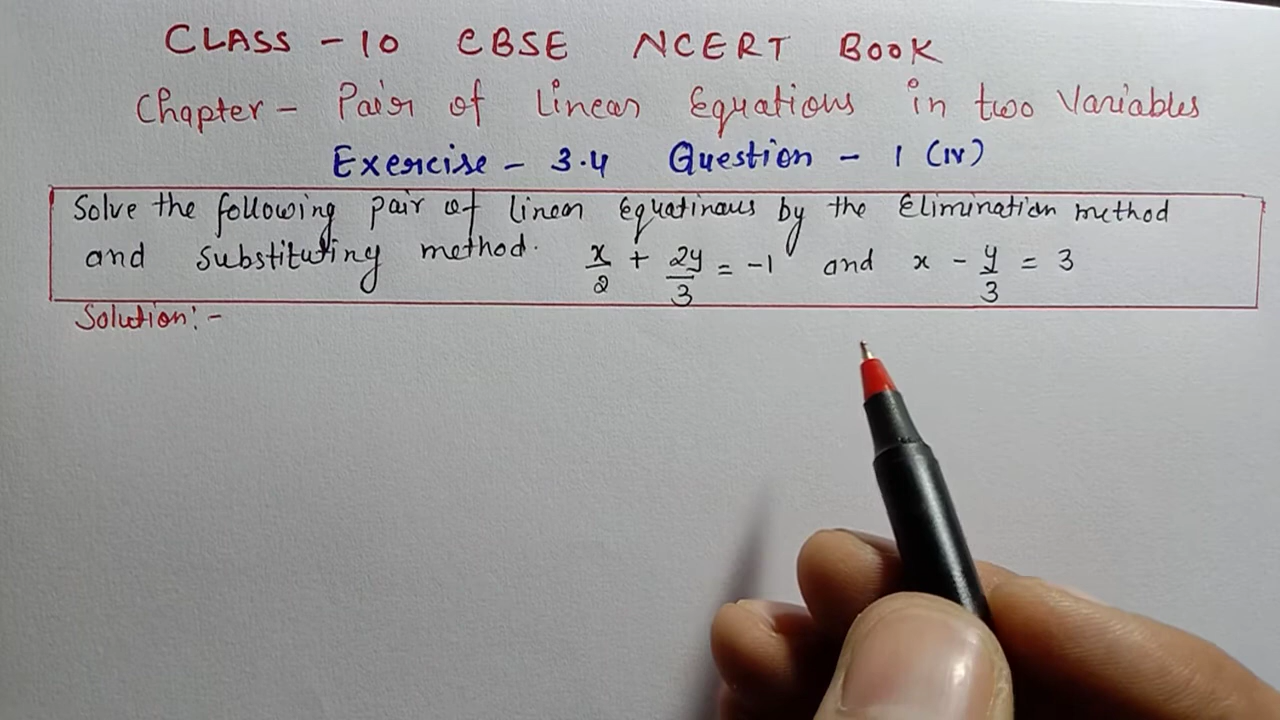 CLASS - 10 CBSE NCERT BOOK
Chapter - Pair of Linear Equations in two Variables
Exercise - 3.4 Question - 1 (iv)
Solve the following pair of linear Equatinous by the Elimination method
and substituting method. x/2 + 2y/3 = -1 and x - y/3 = 3
Solution:-